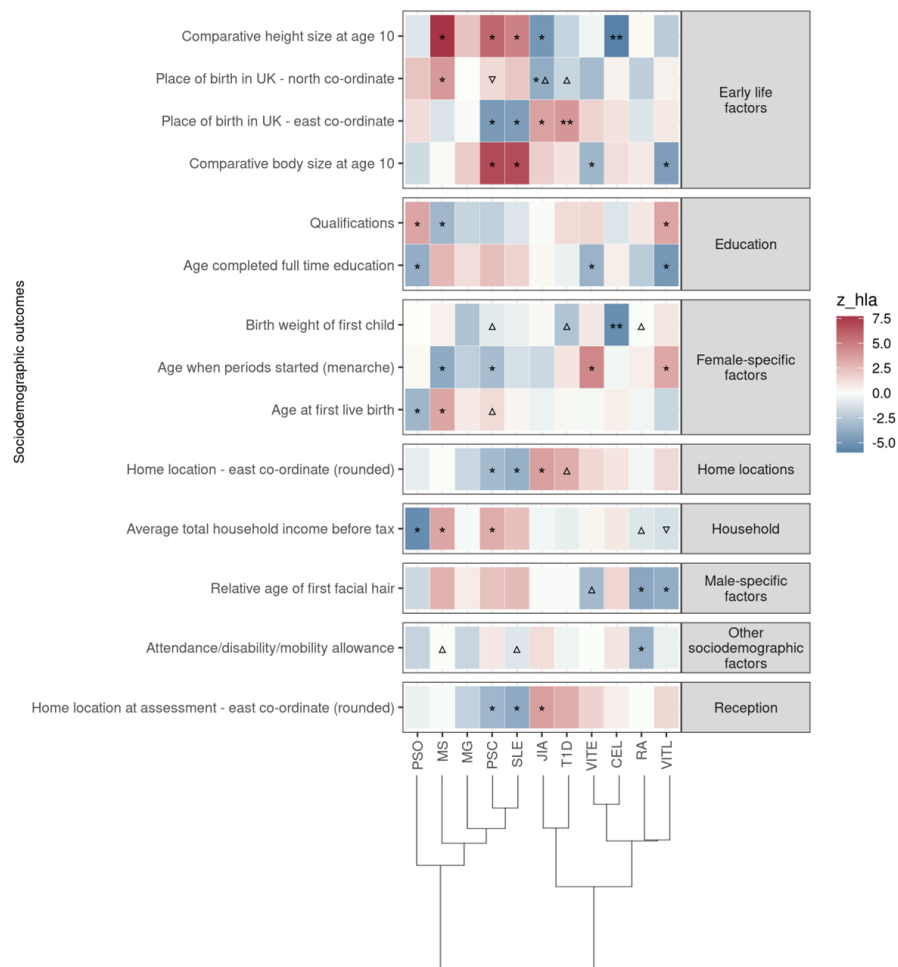 Sociodemographic outcomes
Comparative height size at age 10
Place of birth in UK - north co-ordinate
Place of birth in UK - east co-ordinate
Comparative body size at age 10
Early life
factors
Qualifications
Age completed full time education
Education
Birth weight of first child
Age when periods started (menarche)
Age at first live birth
Female-specific
factors
Home location - east co-ordinate (rounded)
Home locations
Average total household income before tax
Household
Relative age of first facial hair
Male-specific
factors
Attendance/disability/mobility allowance
Other
sociodemographic
factors
Home location at assessment - east co-ordinate (rounded)
Reception
PSO
MS
MG
PSC
SLE
JIA
T1D
VITE
CEL
RA
VITL
z_hla
7.5
5.0
2.5
0.0
-2.5
-5.0